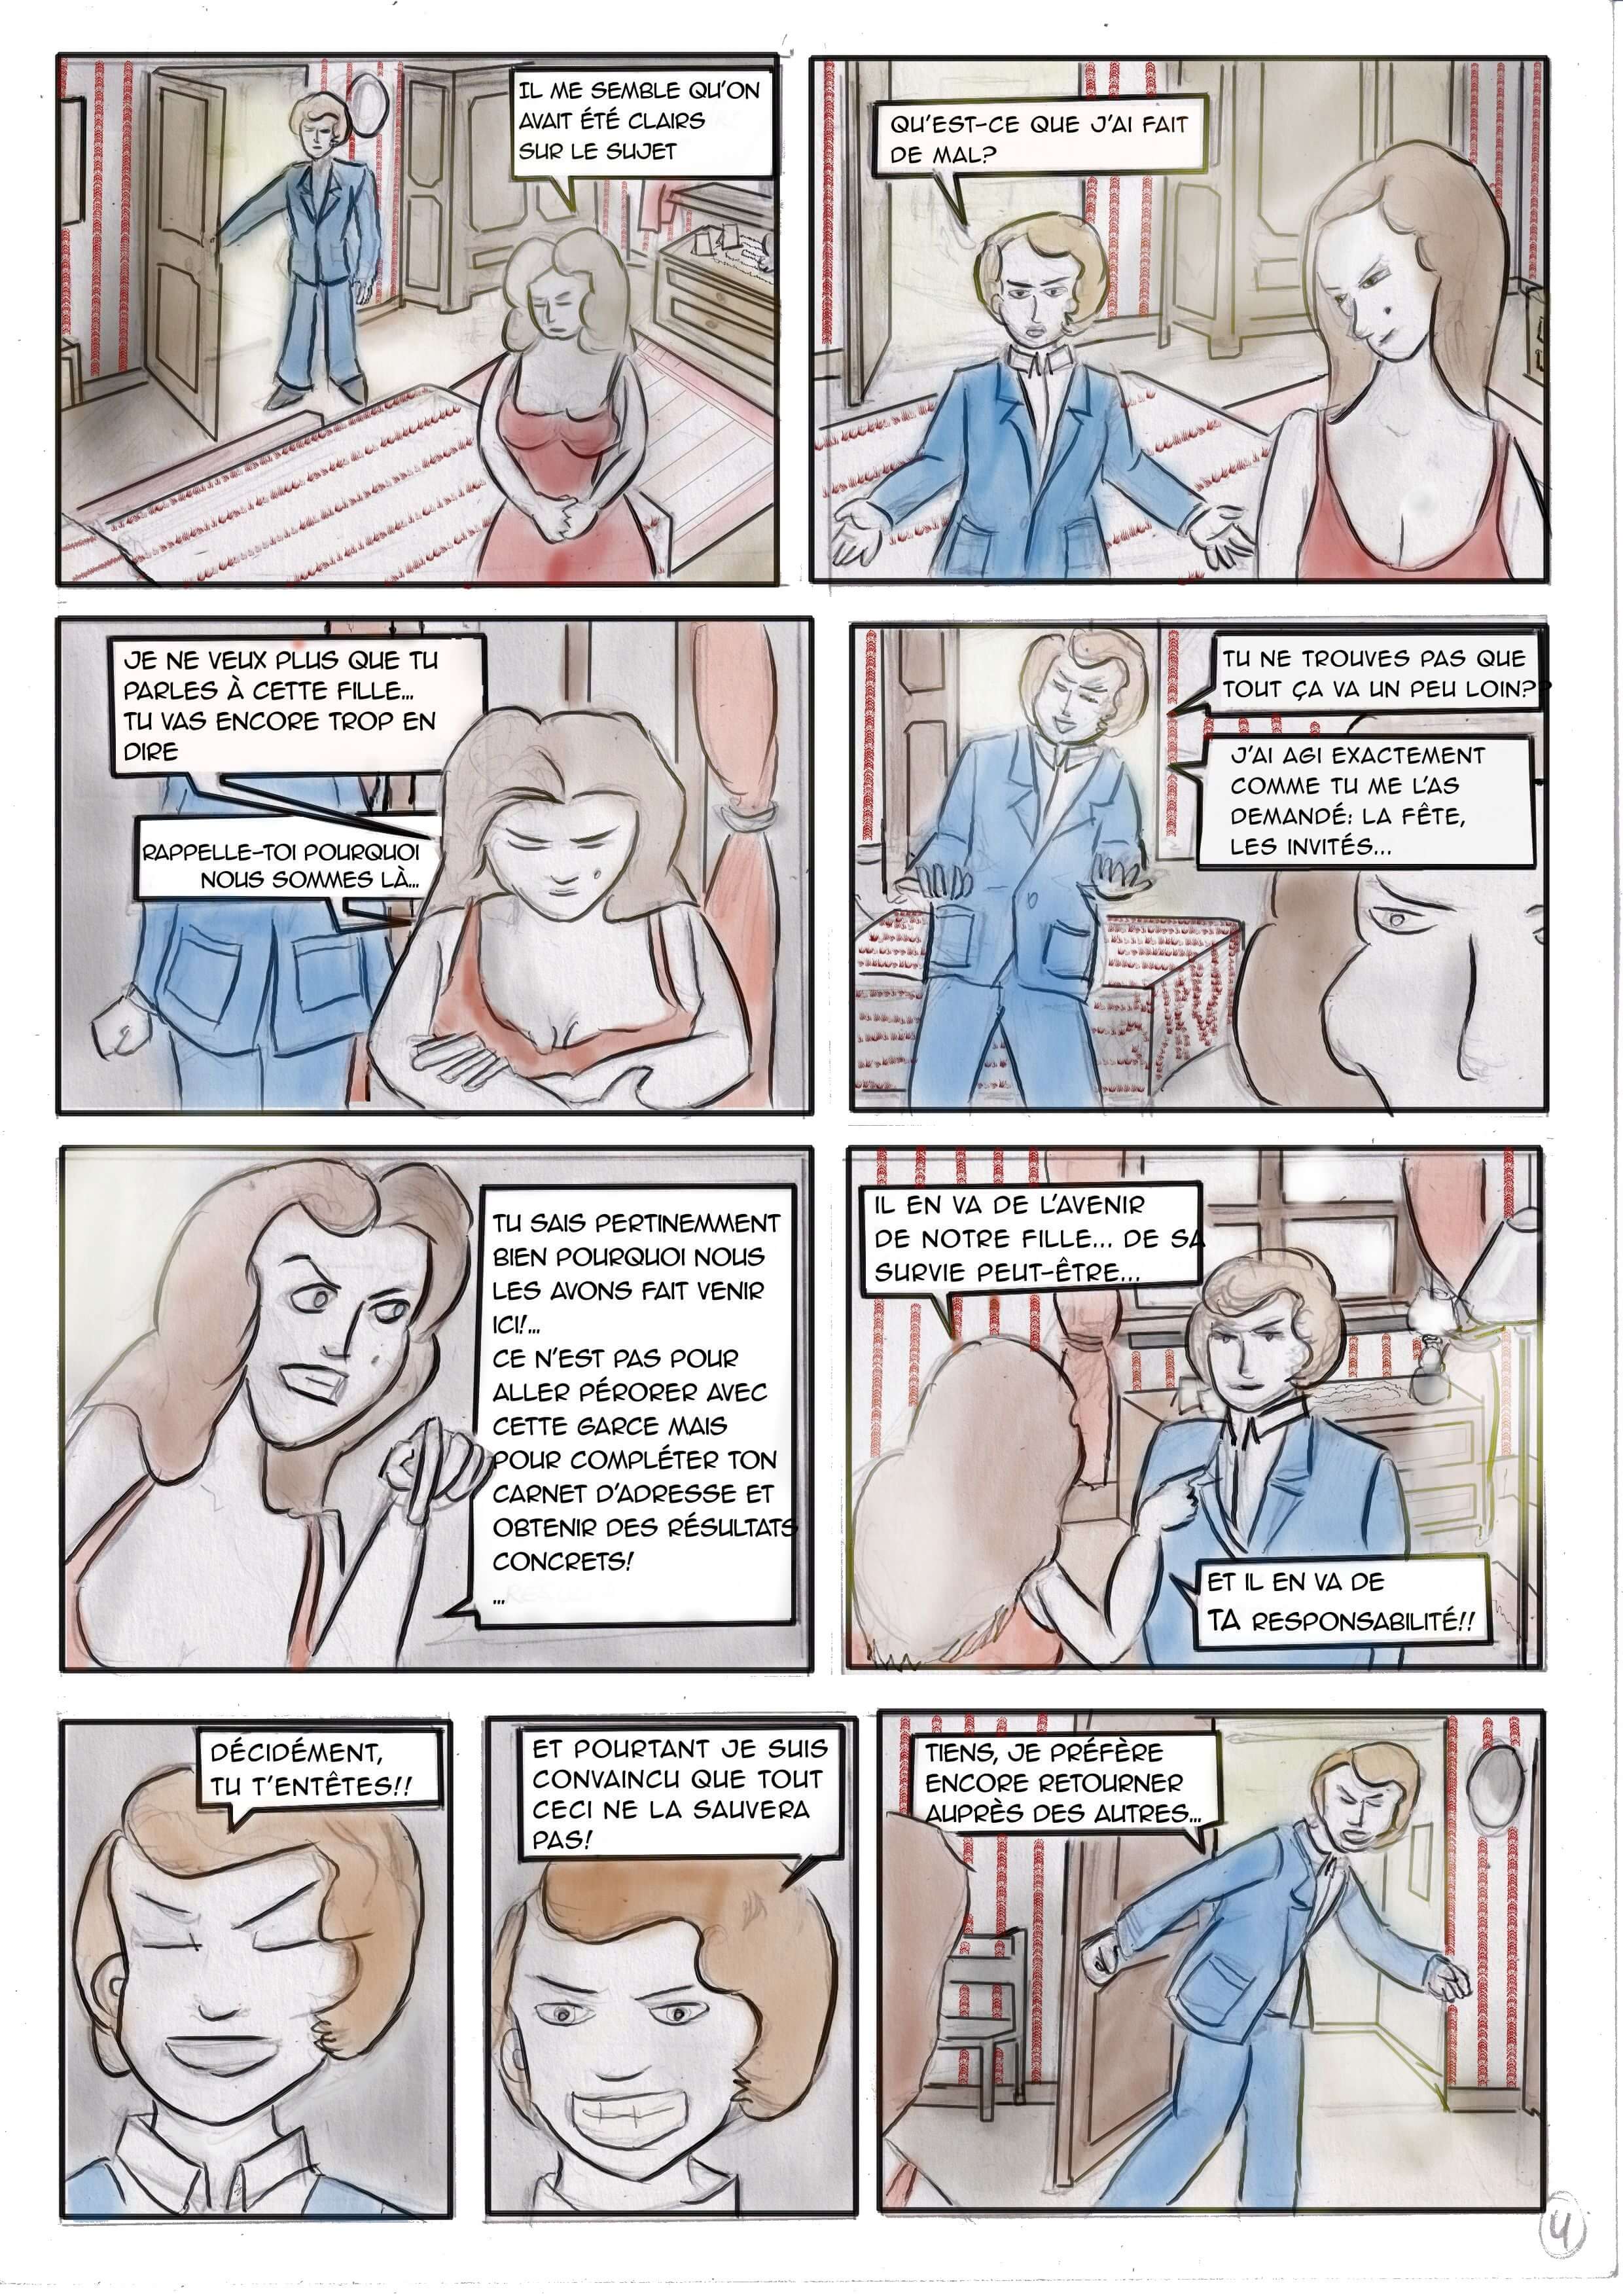 IL ME SEMBLE QU'ON
AVAIT ÉTÉ CLAIRS
SUR LE SUJET
QU'EST-CE QUE J'AI FAIT
DE MAL?
JE NE VEUX PLUS QUE TU
PARLES À CETTE FILLE...
TU VAS ENCORE TROP EN
DIRE
RAPPELLE-TOI POURQUOI
NOUS SOMMES LÀ...
TU NE TROUVES PAS QUE
TOUT ÇA VA UN PEU LOIN?
J'AI AGI EXACTEMENT
COMME TU ME L'AS
DEMANDÉ: LA FÊTE,
LES INVITÉS...
TU SAIS PERTINEMMENT
BIEN POURQUOI NOUS
LES AVONS FAIT VENIR
ICI!...
CE N'EST PAS POUR
ALLER PÉRORER AVEC
CETTE GARCE MAIS
POUR COMPLÉTER TON
CARNET D'ADRESSE ET
OBTENIR DES RÉSULTATS
CONCRETS!
...
IL EN VA DE L'AVENIR
DE NOTRE FILLE... DE SA
SURVIE PEUT-ÊTRE...
ET IL EN VA DE
TA RESPONSABILITÉ!!
DÉCIDÉMENT,
TU T'ENTÊTES!!
ET POURTANT JE SUIS
CONVAINCU QUE TOUT
CECI NE LA SAUVERA
PAS!
TIENS, JE PRÉFÈRE
ENCORE RETOURNER
AUPRÈS DES AUTRES...
4